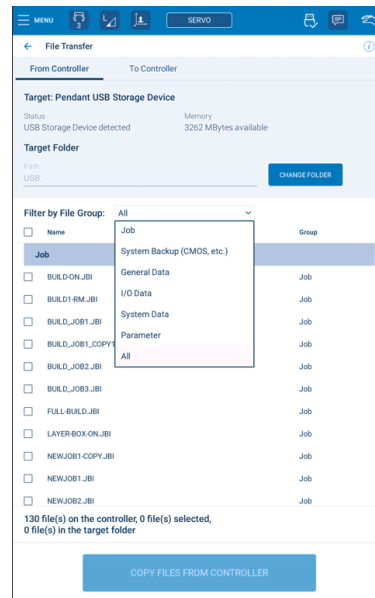 MENU
3
L
SERVO
File Transfer
From Controller To Controller
Target: Pendant USB Storage Device
Status Memory
USB Storage Device detected 3262 MBytes available
Target Folder
Path
USB:
CHANGE FOLDER
Filter by File Group: All
Name Group
Job
System Backup (CMOS, etc.)
General Data
I/O Data
System Data
Parameter
All
Job
BUILD-ON.JBI Job
BUILD1-RM.JBI Job
BUILD_JOB1.JBI Job
BUILD_JOB1_COPY1 Job
BUILD_JOB2.JBI Job
BUILD_JOB3.JBI Job
FULL-BUILD.JBI Job
LAYER-BOX-ON.JBI Job
NEWJOB1-COPY.JBI Job
NEWJOB1.JBI Job
NEWJOB2.JBI Job
130 file(s) on the controller, 0 file(s) selected,
0 file(s) in the target folder
COPY FILES FROM CONTROLLER